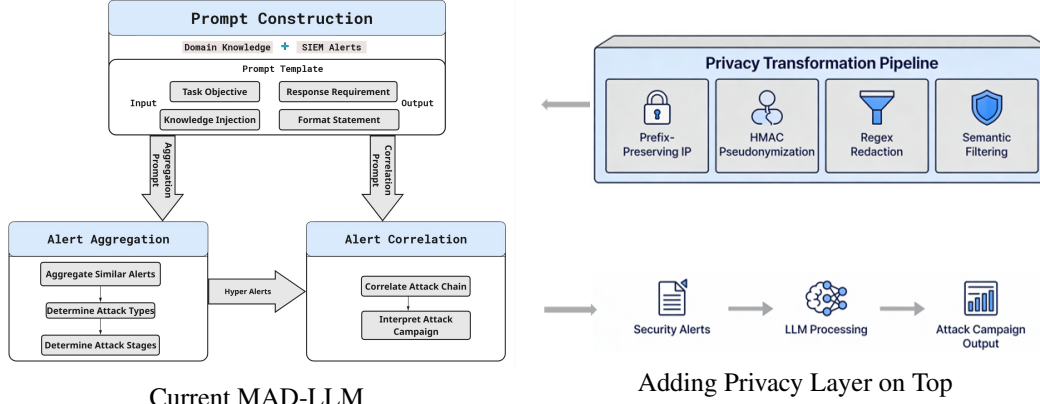 Prompt Construction
Domain Knowledge + SIEM Alerts
Prompt Template
Input
Output
Task Objective
Response Requirement
Knowledge Injection
Format Statement
Aggregation
Prompt
Correlation
Prompt
Alert Aggregation
Aggregate Similar Alerts
Determine Attack Types
Determine Attack Stages
Hyper Alerts
Alert Correlation
Correlate Attack Chain
Interpret Attack
Campaign
Current MAD-LLM
Privacy Transformation Pipeline
Prefix-
Preserving IP
HMAC
Pseudonymization
Regex
Redaction
Semantic
Filtering
Security Alerts
LLM Processing
Attack Campaign
Output
Adding Privacy Layer on Top